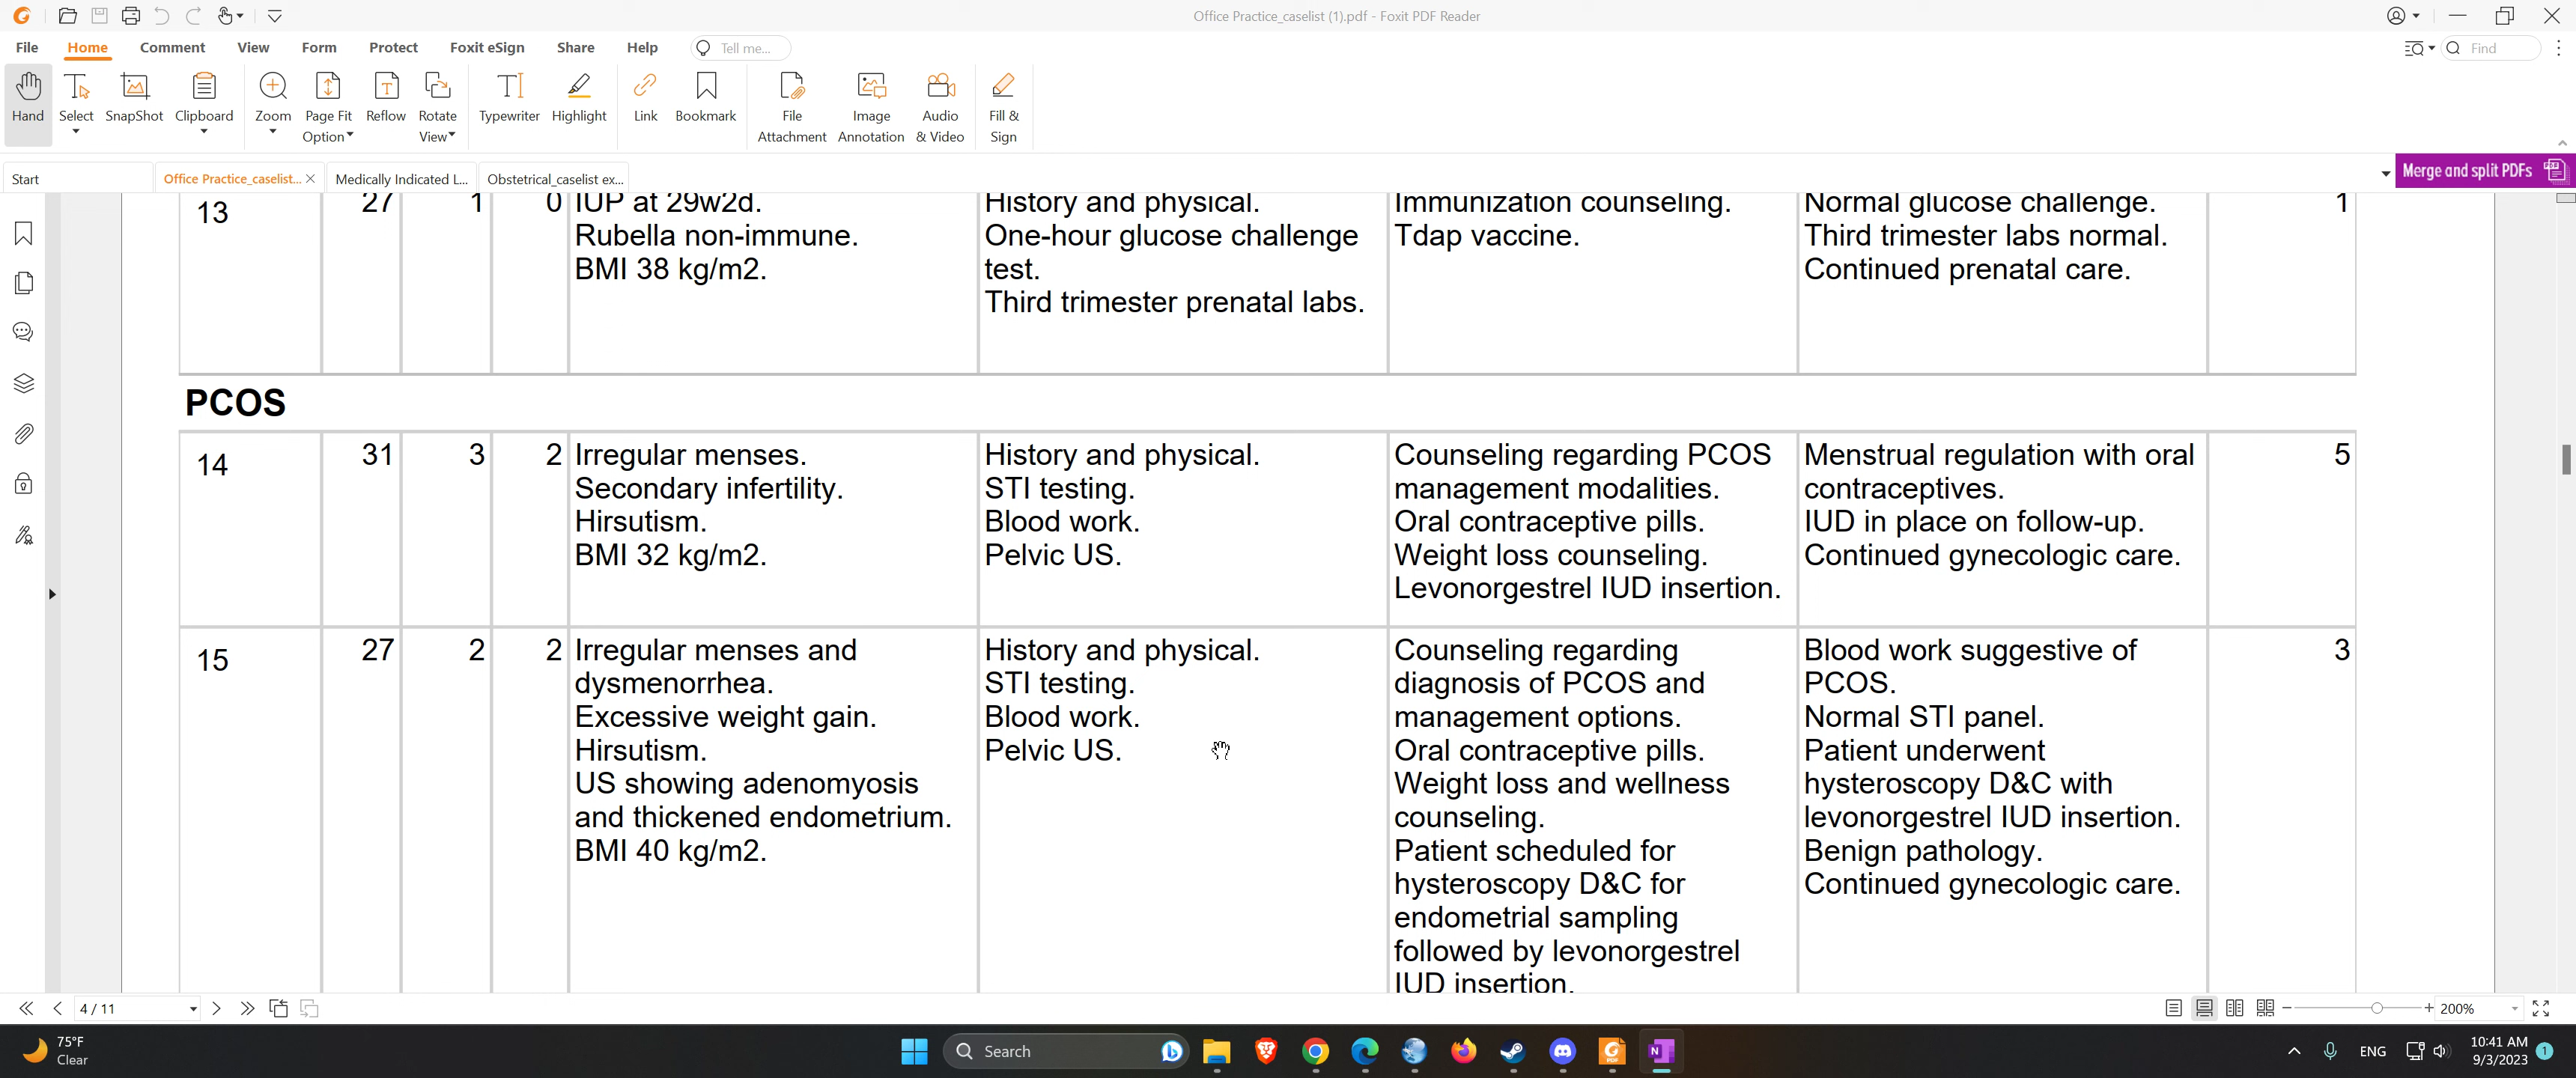 Office Practice_caselist (1).pdf - Foxit PDF Reader
File Home Comment View Form Protect Foxit eSign Share Help Tell me... Find
Hand Select SnapShot Clipboard Zoom Page Fit Option Reflow Rotate View Typewriter Highlight Link Bookmark File Attachment Image Annotation Audio & Video Fill & Sign
Start Office Practice_caselist... Medically Indicated L... Obstetrical_caselist ex... Merge and split PDFs
13 27 1 0 IUP at 29w2d. History and physical. Immunization counseling. Normal glucose challenge. 1
Rubella non-immune. One-hour glucose challenge Tdap vaccine. Third trimester labs normal.
BMI 38 kg/m2. test. Continued prenatal care.
Third trimester prenatal labs.
PCOS
14 31 3 2 Irregular menses. History and physical. Counseling regarding PCOS Menstrual regulation with oral 5
Secondary infertility. STI testing. management modalities. contraceptives.
Hirsutism. Blood work. Oral contraceptive pills. IUD in place on follow-up.
BMI 32 kg/m2. Pelvic US. Weight loss counseling. Continued gynecologic care.
Levonorgestrel IUD insertion.
15 27 2 2 Irregular menses and History and physical. Counseling regarding Blood work suggestive of 3
dysmenorrhea. STI testing. diagnosis of PCOS and PCOS.
Excessive weight gain. Blood work. management options. Normal STI panel.
Hirsutism. Pelvic US. Oral contraceptive pills. Patient underwent
US showing adenomyosis Weight loss and wellness hysteroscopy D&C with
and thickened endometrium. counseling. levonorgestrel IUD insertion.
BMI 40 kg/m2. Patient scheduled for Benign pathology.
hysteroscopy D&C for Continued gynecologic care.
endometrial sampling
followed by levonorgestrel
IUD insertion.
4 / 11 200%
75°F
Clear
Search
ENG
10:41 AM
9/3/2023
1